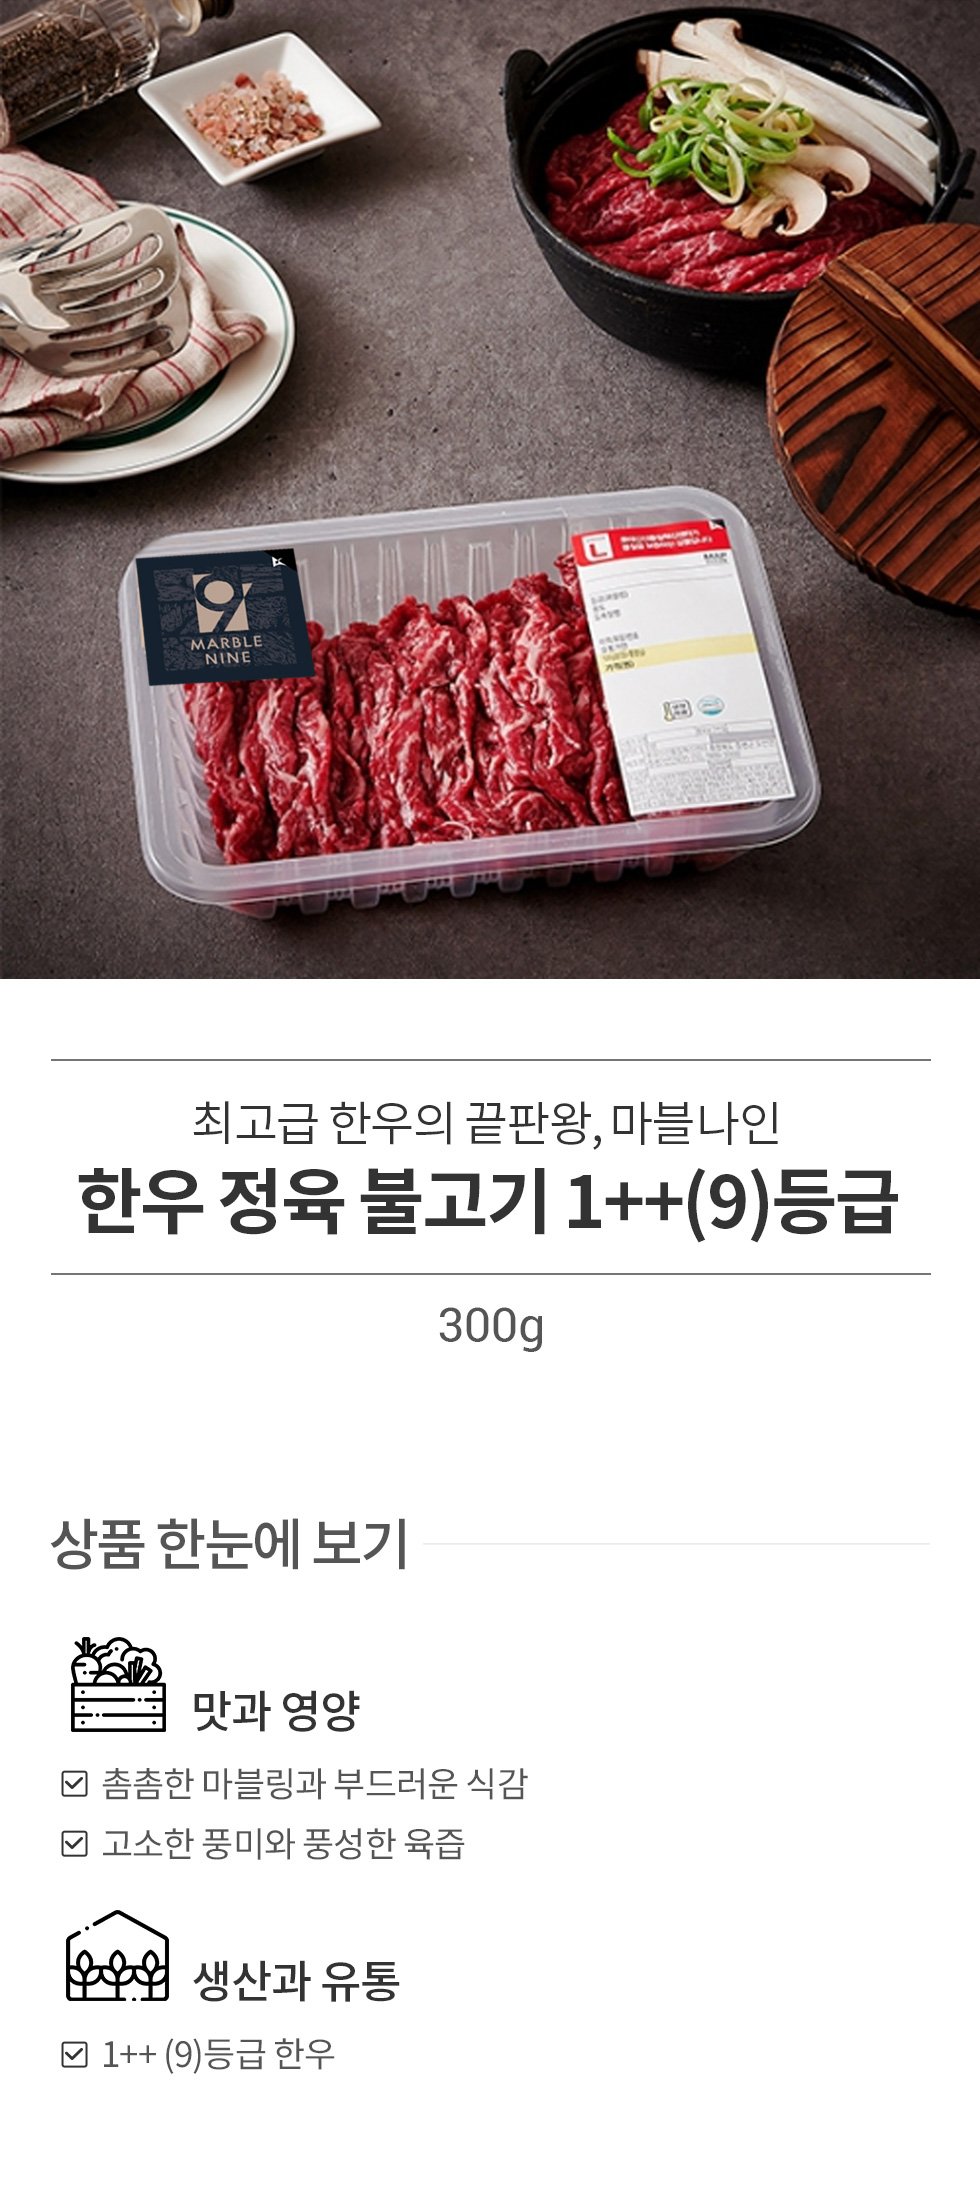 9
MARBLE
NINE
L
가격(원)
최고급 한우의 끝판왕, 마블나인
한우 정육 불고기 1++(9)등급
300g
상품 한눈에 보기
맛과 영양
촘촘한 마블링과 부드러운 식감
고소한 풍미와 풍성한 육즙
생산과 유통
1++ (9)등급 한우